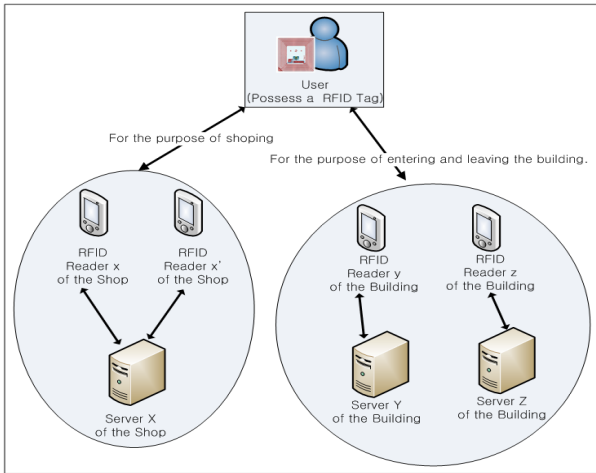 User
(Possess a RFID Tag)
For the purpose of shoping
For the purpose of entering and leaving the building.
RFID
Reader x
of the Shop
RFID
Reader x'
of the Shop
RFID
Reader y
of the Building
RFID
Reader z
of the Building
Server X
of the Shop
Server Y
of the Building
Server Z
of the Building